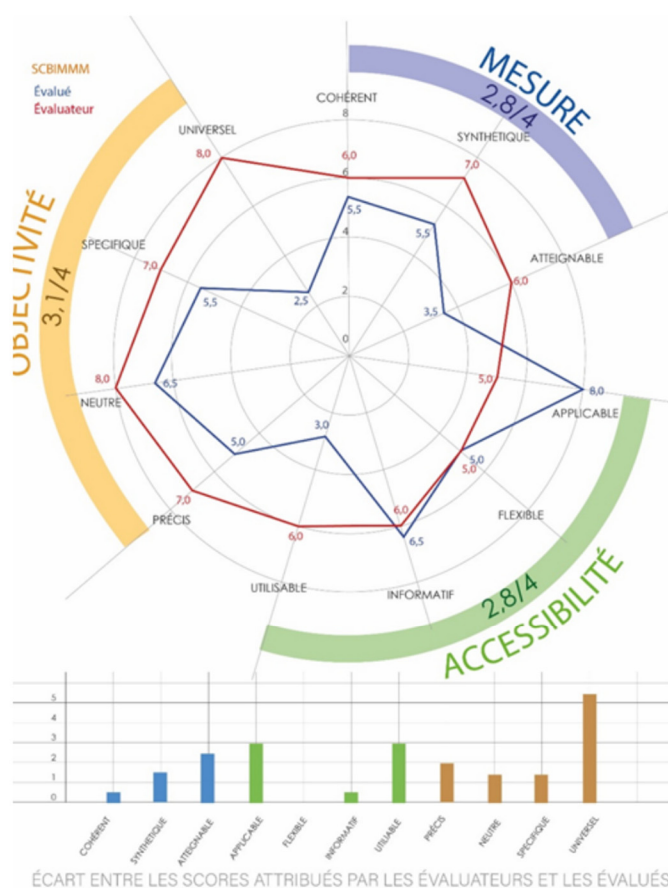 SCBIMMM
Évalué
Évaluateur
MESURE
2,8/4
OBJECTIVITÉ
3,1/4
ACCESSIBILITÉ
2,8/4
COHÉRENT
8
6,0
6
5,5
4
2
0
SYNTHETIQUE
7,0
5,5
ATTEIGNABLE
6,0
3,5
APPLICABLE
5,0
8,0
FLEXIBLE
5,0
5,0
INFORMATIF
6,0
6,5
UTILISABLE
3,0
6,0
PRÉCIS
5,0
7,0
NEUTRE
8,0
6,5
SPECIFIQUE
7,0
5,5
UNIVERSEL
8,0
2,5
5
4
3
2
1
0
COHÉRENT
SYNTHETIQUE
ATTEIGNABLE
APPLICABLE
FLEXIBLE
INFORMATIF
UTILIABLE
PRÉCIS
NEUTRE
SPECIFIQUE
UNIVERSEL
ÉCART ENTRE LES SCORES ATTRIBUÉS PAR LES ÉVALUATEURS ET LES ÉVALUÉS